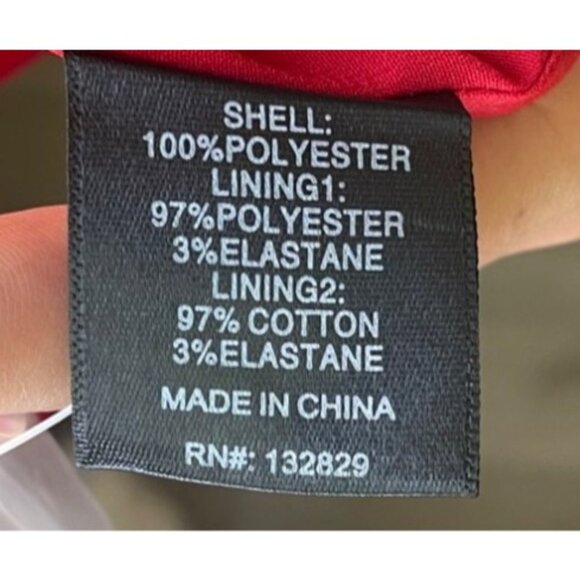 SHELL:
100%POLYESTER
LINING1:
97%POLYESTER
3%ELASTANE
LINING2:
97% COTTON
3%ELASTANE
MADE IN CHINA
RN#: 132829